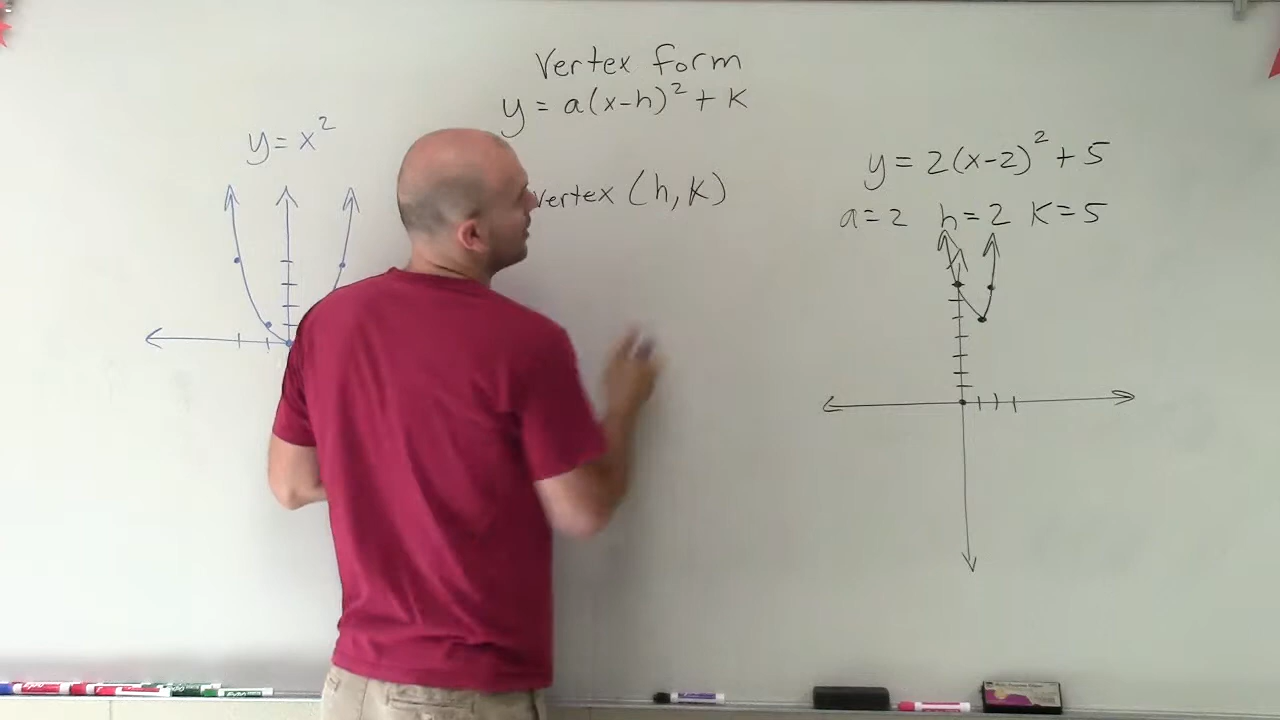 Vertex form
y = a(x-h)² + k
y = x²
vertex (h, k)
y = 2(x-2)² + 5
a = 2 h = 2 k = 5